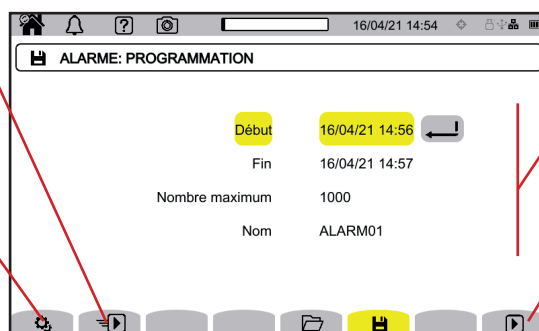 16/04/21 14:54
ALARME: PROGRAMMATION
Début 16/04/21 14:56
Fin 16/04/21 14:57
Nombre maximum 1000
Nom ALARM01